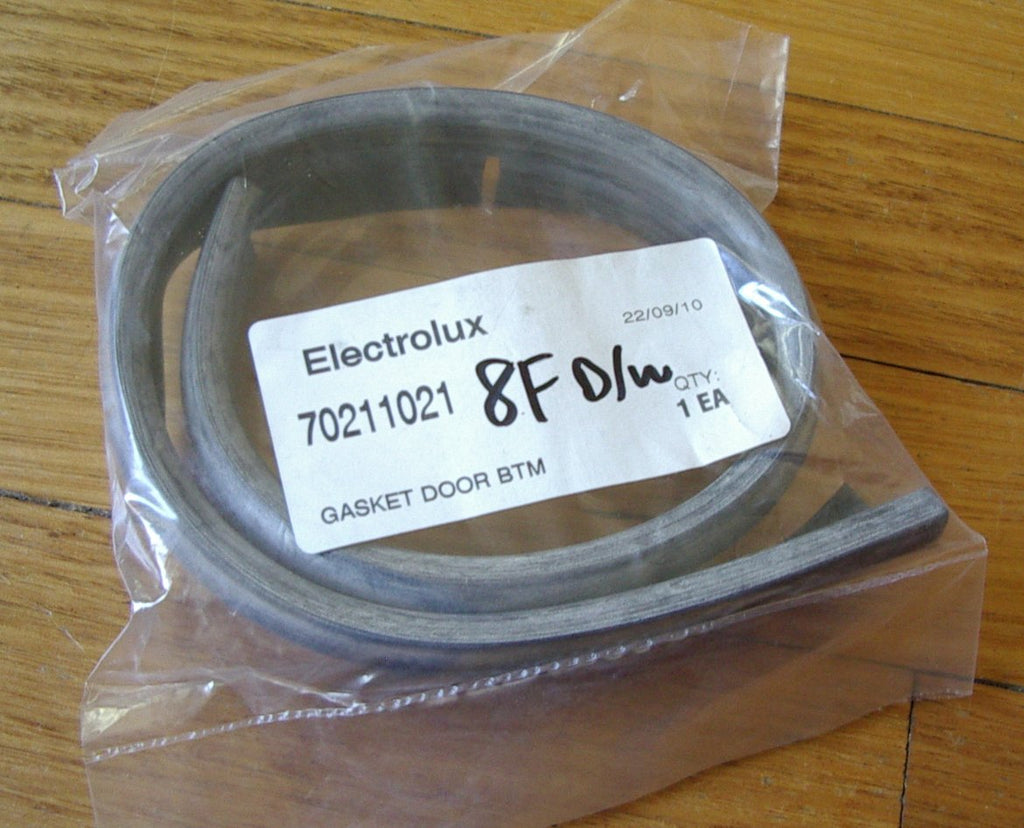 Electrolux 22/09/10
70211021 8F D/W QTY:
1 EA
GASKET DOOR BTM